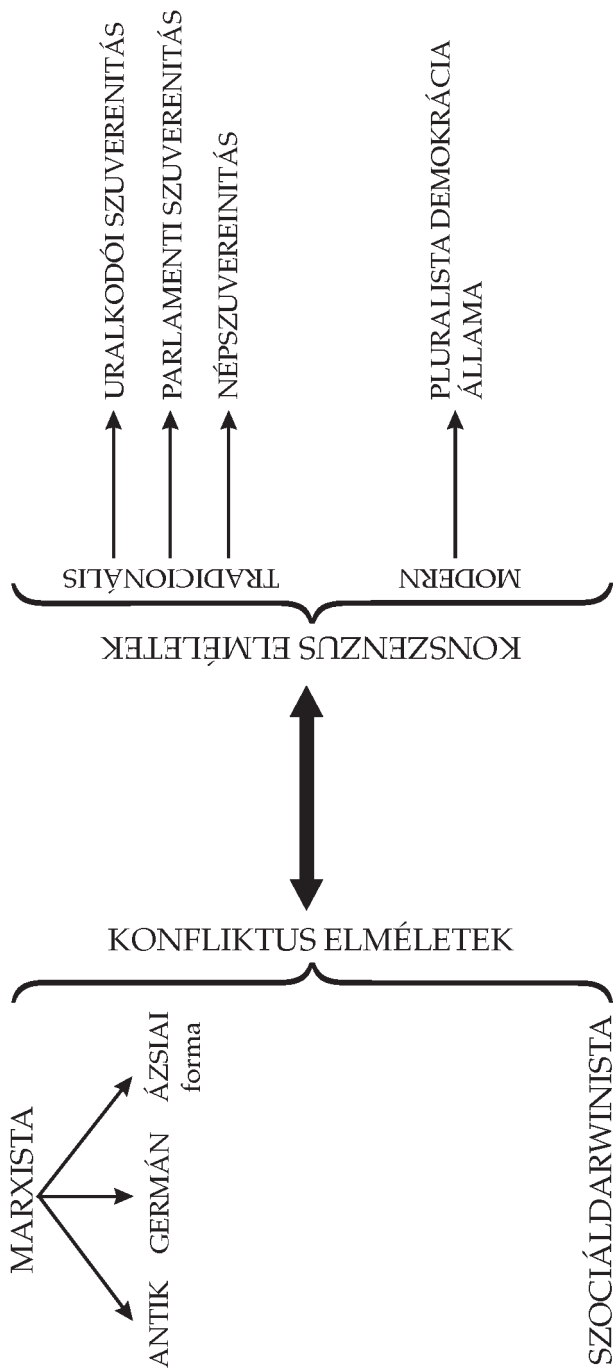 MARXISTA
ANTIK GERMÁN ÁZSIAI
forma
SZOCIÁLDARWINISTA
KONFLIKTUS ELMÉLETEK
KONSZENZUS ELMÉLETEK
TRADICIONÁLIS
URALKODÓI SZUVERENITÁS
PARLAMENTI SZUVERENITÁS
NÉPSZUVEREINITÁS
MODERN
PLURALISTA DEMOKRÁCIA
ÁLLAMA